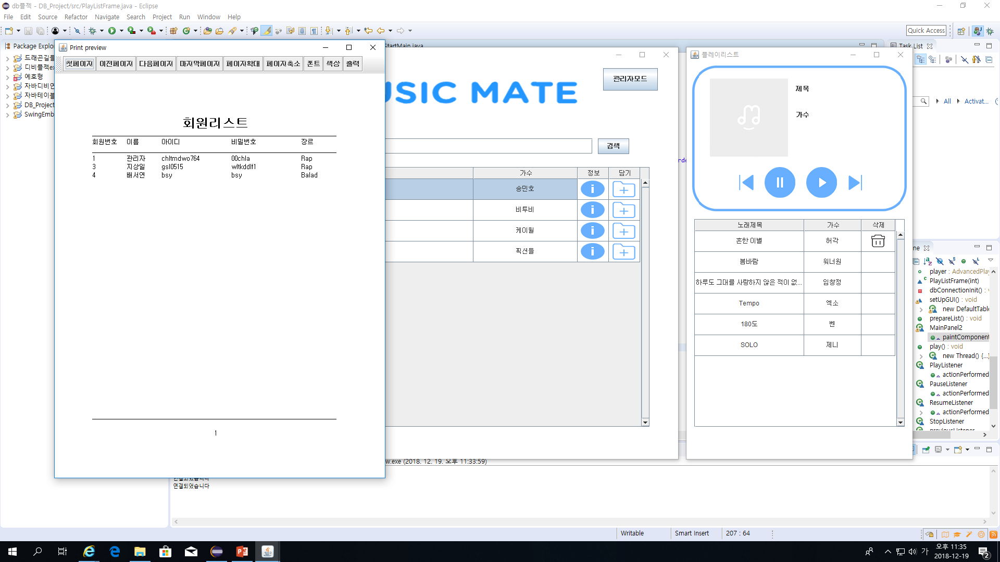 db플젝 - DB_Project/src/PlayListFrame.java - Eclipse
File Edit Source Refactor Navigate Search Project Run Window Help
Quick Access
Package Explo
드래곤길들
디비플젝ex
예호형
자바디비연
자바테이블
DB_Project
SwingEmb
Print preview
첫페이지 이전페이지 다음페이지 마지막페이지 페이지확대 페이지축소 폰트 색상 출력
회원리스트
회원번호 이름 아이디 비밀번호 장르
1 관리자 chltmdwo764 00chla Rap
3 지상일 gsl0515 wltkddlf1 Rap
4 배서연 bsy bsy Balad
1
StartMain.java
관리자모드
USIC MATE
검색
가수 정보 담기
송민호
비투비
케이윌
픽션들
rde
플레이리스트
제목
가수
노래제목 가수 삭제
흔한 이별 허각
봄바람 워너원
하루도 그대를 사랑하지 않은 적이 없... 임창정
Tempo 엑소
180도 벤
SOLO 제니
Task List
All Activat...
ne
player : AdvancedPlay
PlayListFrame(int)
dbConnectionInit() :
setUpGUI() : void
new DefaultTable
prepareList() : void
MainPanel2
paintComponent
play() : void
new Thread() {...}
PlayListener
actionPerformed
PauseListener
actionPerformed
ResumeListener
actionPerformed
StopListener
previousListener
w.exe (2018. 12. 19. 오후 11:33:59)
연결되었습니다
연결되었습니다
Writable Smart Insert 207 : 64
가 오후 11:35
2018-12-19
2